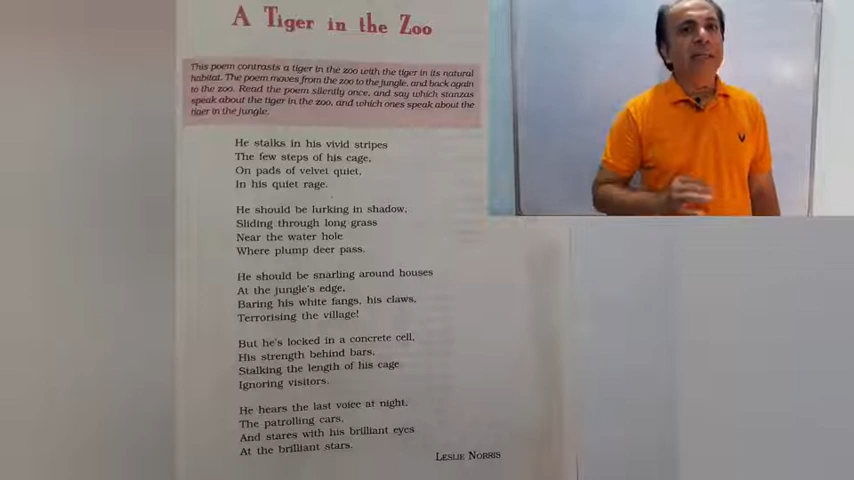 A Tiger in the Zoo
This poem contrasts a tiger in the zoo with the tiger in its natural
habitat. The poem moves from the zoo to the jungle, and back again
to the zoo. Read the poem silently once, and say which stanzas
speak about the tiger in the zoo, and which ones speak about the
tiger in the jungle.
He stalks in his vivid stripes
The few steps of his cage,
On pads of velvet quiet,
In his quiet rage.
He should be lurking in shadow,
Sliding through long grass
Near the water hole
Where plump deer pass.
He should be snarling around houses
At the jungle's edge,
Baring his white fangs, his claws,
Terrorising the village!
But he's locked in a concrete cell,
His strength behind bars,
Stalking the length of his cage
Ignoring visitors.
He hears the last voice at night,
The patrolling cars,
And stares with his brilliant eyes
At the brilliant stars.
LESLIE NORRIS